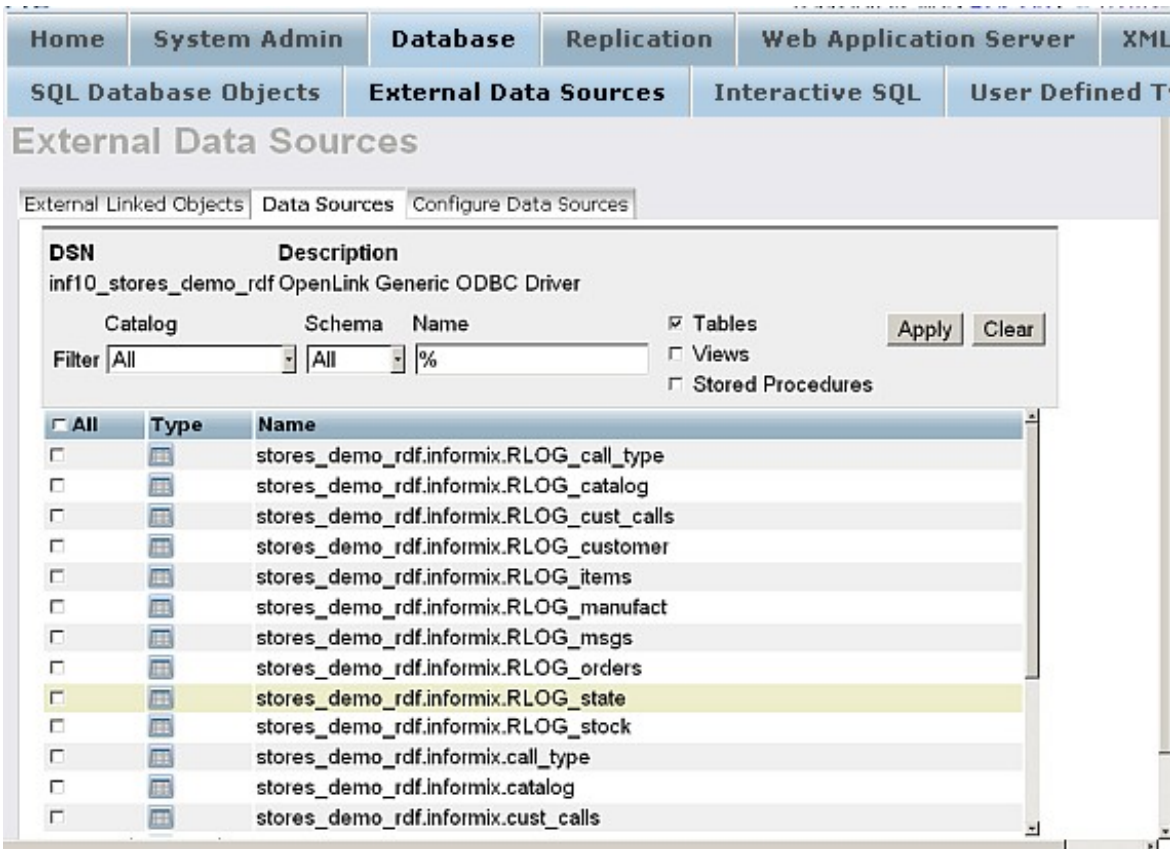 Home System Admin Database Replication Web Application Server XML
SQL Database Objects External Data Sources Interactive SQL User Defined
External Data Sources
External Linked Objects Data Sources Configure Data Sources
DSN Description
inf10_stores_demo_rdf OpenLink Generic ODBC Driver
Catalog Schema Name Tables Apply Clear
Filter All All % Views
Stored Procedures
All Type Name
stores_demo_rdf.informix.RLOG_call_type
stores_demo_rdf.informix.RLOG_catalog
stores_demo_rdf.informix.RLOG_cust_calls
stores_demo_rdf.informix.RLOG_customer
stores_demo_rdf.informix.RLOG_items
stores_demo_rdf.informix.RLOG_manufact
stores_demo_rdf.informix.RLOG_msgs
stores_demo_rdf.informix.RLOG_orders
stores_demo_rdf.informix.RLOG_state
stores_demo_rdf.informix.RLOG_stock
stores_demo_rdf.informix.call_type
stores_demo_rdf.informix.catalog
stores_demo_rdf.informix.cust_calls